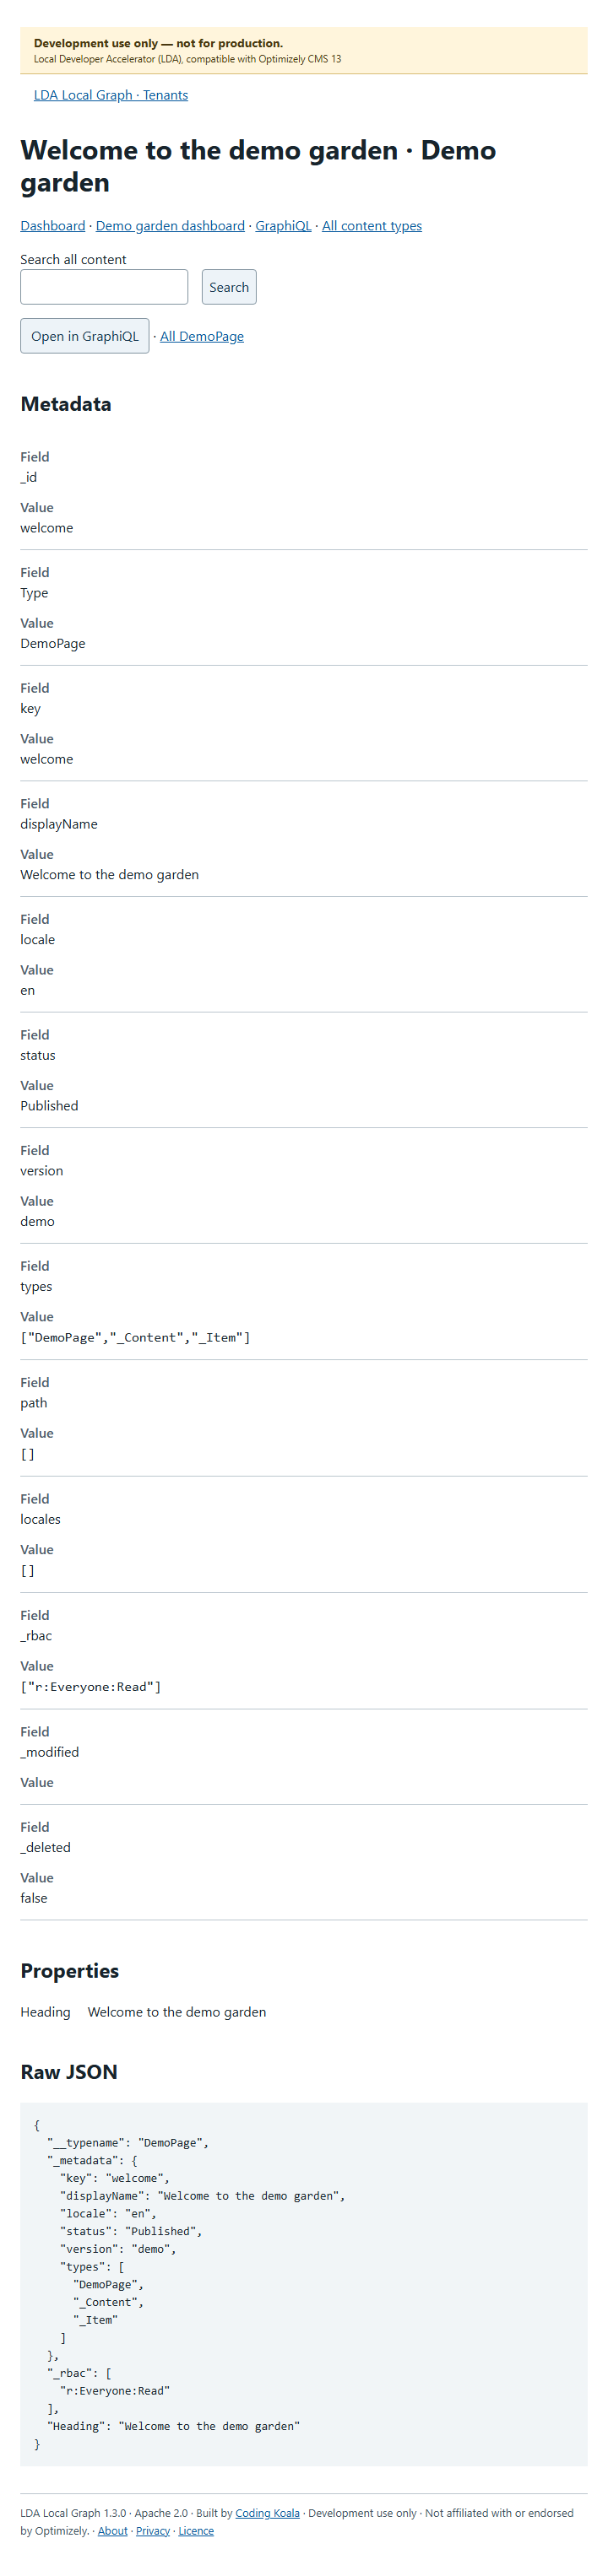 Development use only — not for production.
Local Developer Accelerator (LDA), compatible with Optimizely CMS 13
LDA Local Graph · Tenants
Welcome to the demo garden · Demo
garden
Dashboard · Demo garden dashboard · GraphiQL · All content types
Search all content
Search
Open in GraphiQL · All DemoPage
Metadata
Field
_id
Value
welcome
Field
Type
Value
DemoPage
Field
key
Value
welcome
Field
displayName
Value
Welcome to the demo garden
Field
locale
Value
en
Field
status
Value
Published
Field
version
Value
demo
Field
types
Value
["DemoPage","_Content","_Item"]
Field
path
Value
[]
Field
locales
Value
[]
Field
_rbac
Value
["r:Everyone:Read"]
Field
_modified
Value
Field
_deleted
Value
false
Properties
Heading Welcome to the demo garden
Raw JSON
{
  "__typename": "DemoPage",
  "_metadata": {
    "key": "welcome",
    "displayName": "Welcome to the demo garden",
    "locale": "en",
    "status": "Published",
    "version": "demo",
    "types": [
      "DemoPage",
      "_Content",
      "_Item"
    ]
  },
  "_rbac": [
    "r:Everyone:Read"
  ],
  "Heading": "Welcome to the demo garden"
}
LDA Local Graph 1.3.0 · Apache 2.0 · Built by Coding Koala · Development use only · Not affiliated with or endorsed
by Optimizely. · About · Privacy · Licence